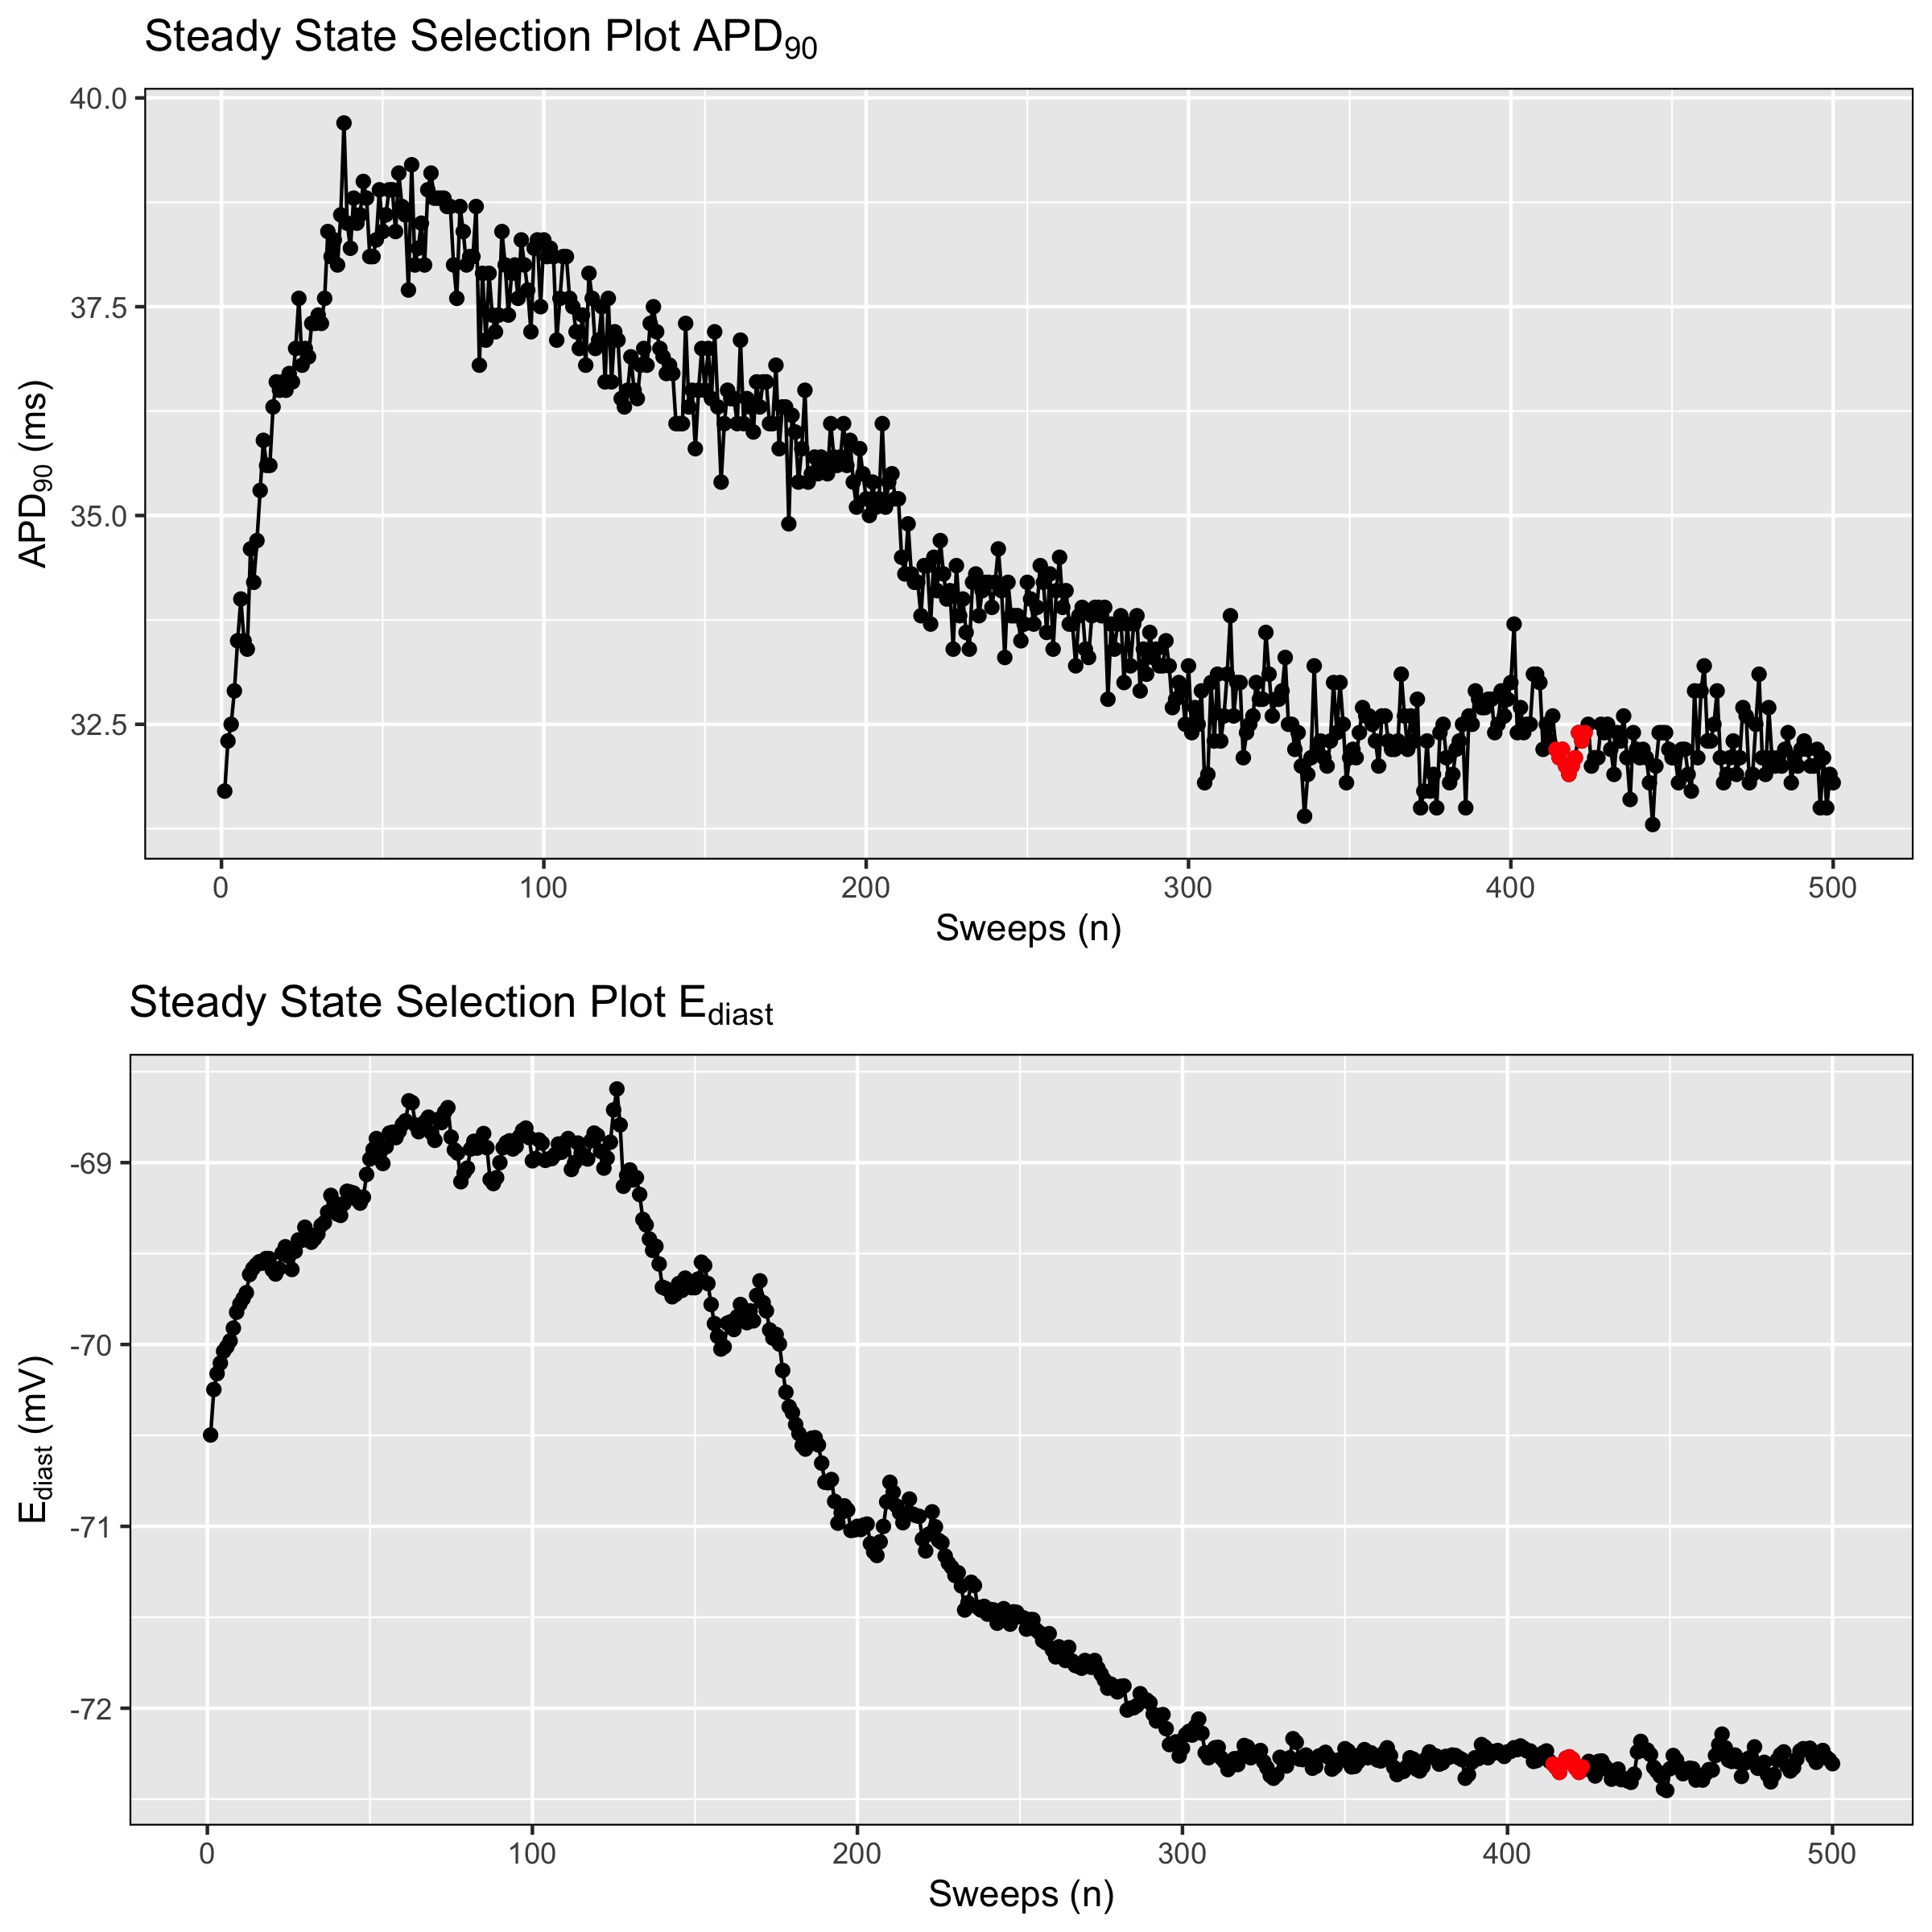 Steady State Selection Plot APD90
40.0
37.5
35.0
32.5
APD90 (ms)
0 100 200 300 400 500
Sweeps (n)
Steady State Selection Plot Ediast
-69
-70
-71
-72
Ediast (mV)
0 100 200 300 400 500
Sweeps (n)